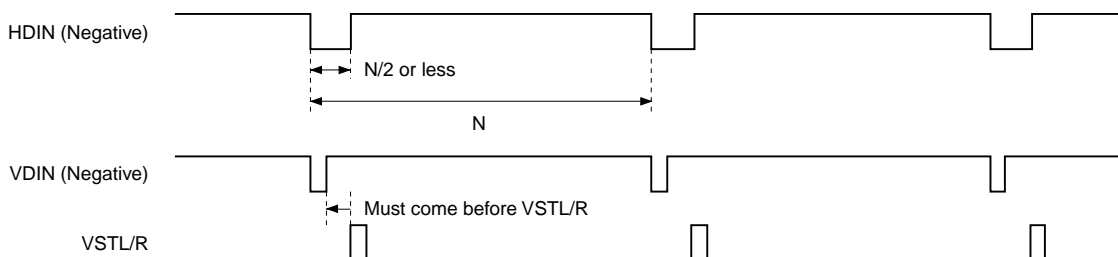 HDIN (Negative)
N/2 or less
N
VDIN (Negative)
Must come before VSTL/R
VSTL/R